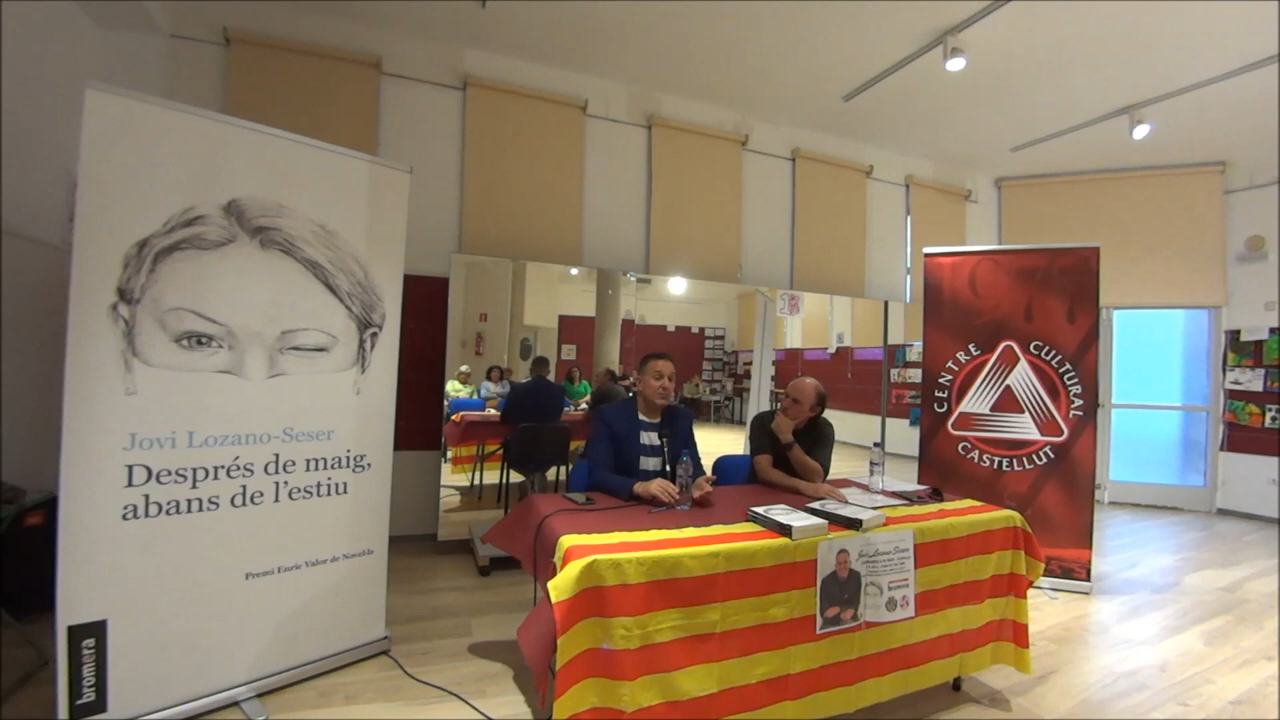 Jovi Lozano-Seser
Després de maig,
abans de l'estiu
Premi Enric Valor de Novel·la
bromera
CENTRE CULTURAL
CASTELLUT
Jovi Lozano-Seser
bromera